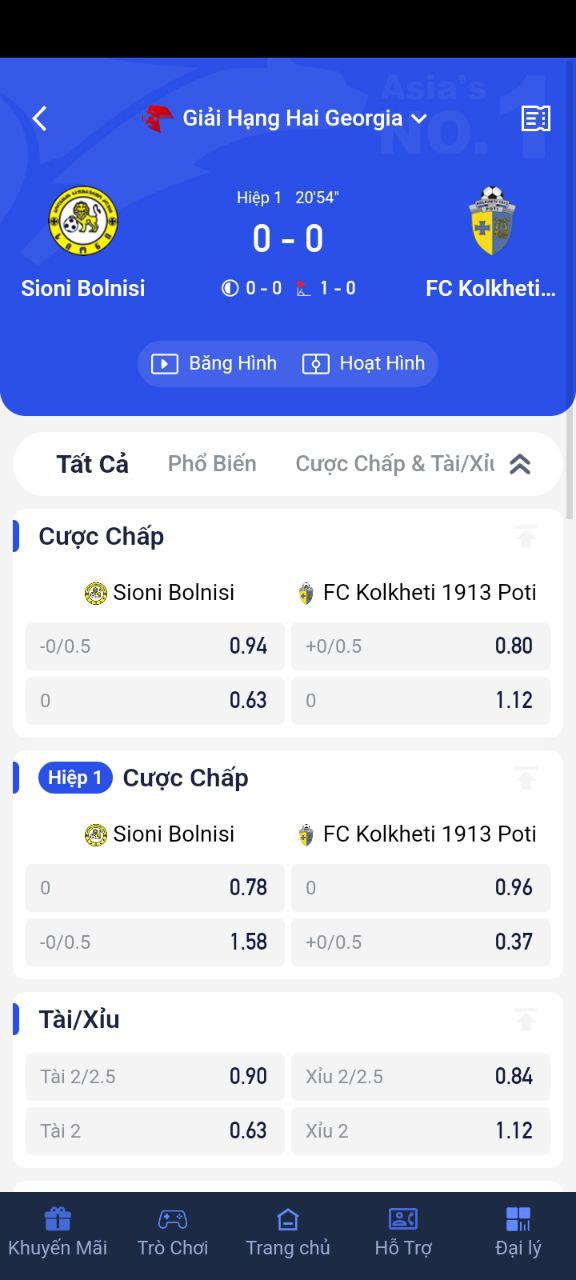 Asia's
NO.1
Giải Hạng Hai Georgia
Hiệp 1 20'54"
0 - 0
Sioni Bolnisi
0 - 0 1 - 0
FC Kolkheti...
Băng Hình Hoạt Hình
Tất Cả Phổ Biến Cược Chấp & Tài/Xỉu
Cược Chấp
Sioni Bolnisi FC Kolkheti 1913 Poti
-0/0.5 0.94 +0/0.5 0.80
0 0.63 0 1.12
Hiệp 1 Cược Chấp
Sioni Bolnisi FC Kolkheti 1913 Poti
0 0.78 0 0.96
-0/0.5 1.58 +0/0.5 0.37
Tài/Xỉu
Tài 2/2.5 0.90 Xỉu 2/2.5 0.84
Tài 2 0.63 Xỉu 2 1.12
Khuyến Mãi Trò Chơi Trang chủ Hỗ Trợ Đại lý